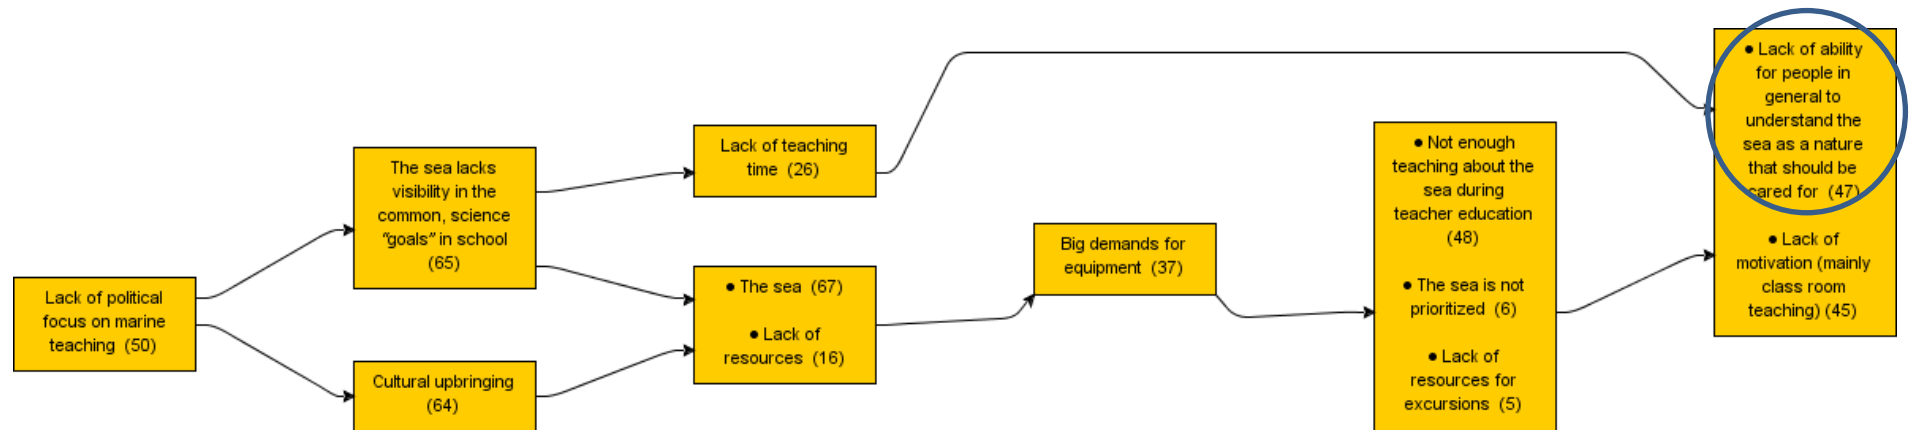 Lack of political
focus on marine
teaching (50)
The sea lacks
visibility in the
common, science
“goals” in school
(65)
Cultural upbringing
(64)
Lack of teaching
time (26)
● The sea (67)
● Lack of
resources (16)
Big demands for
equipment (37)
● Not enough
teaching about the
sea during
teacher education
(48)
● The sea is not
prioritized (6)
● Lack of
resources for
excursions (5)
● Lack of ability
for people in
general to
understand the
sea as a nature
that should be
cared for (47)
● Lack of
motivation (mainly
class room
teaching) (45)